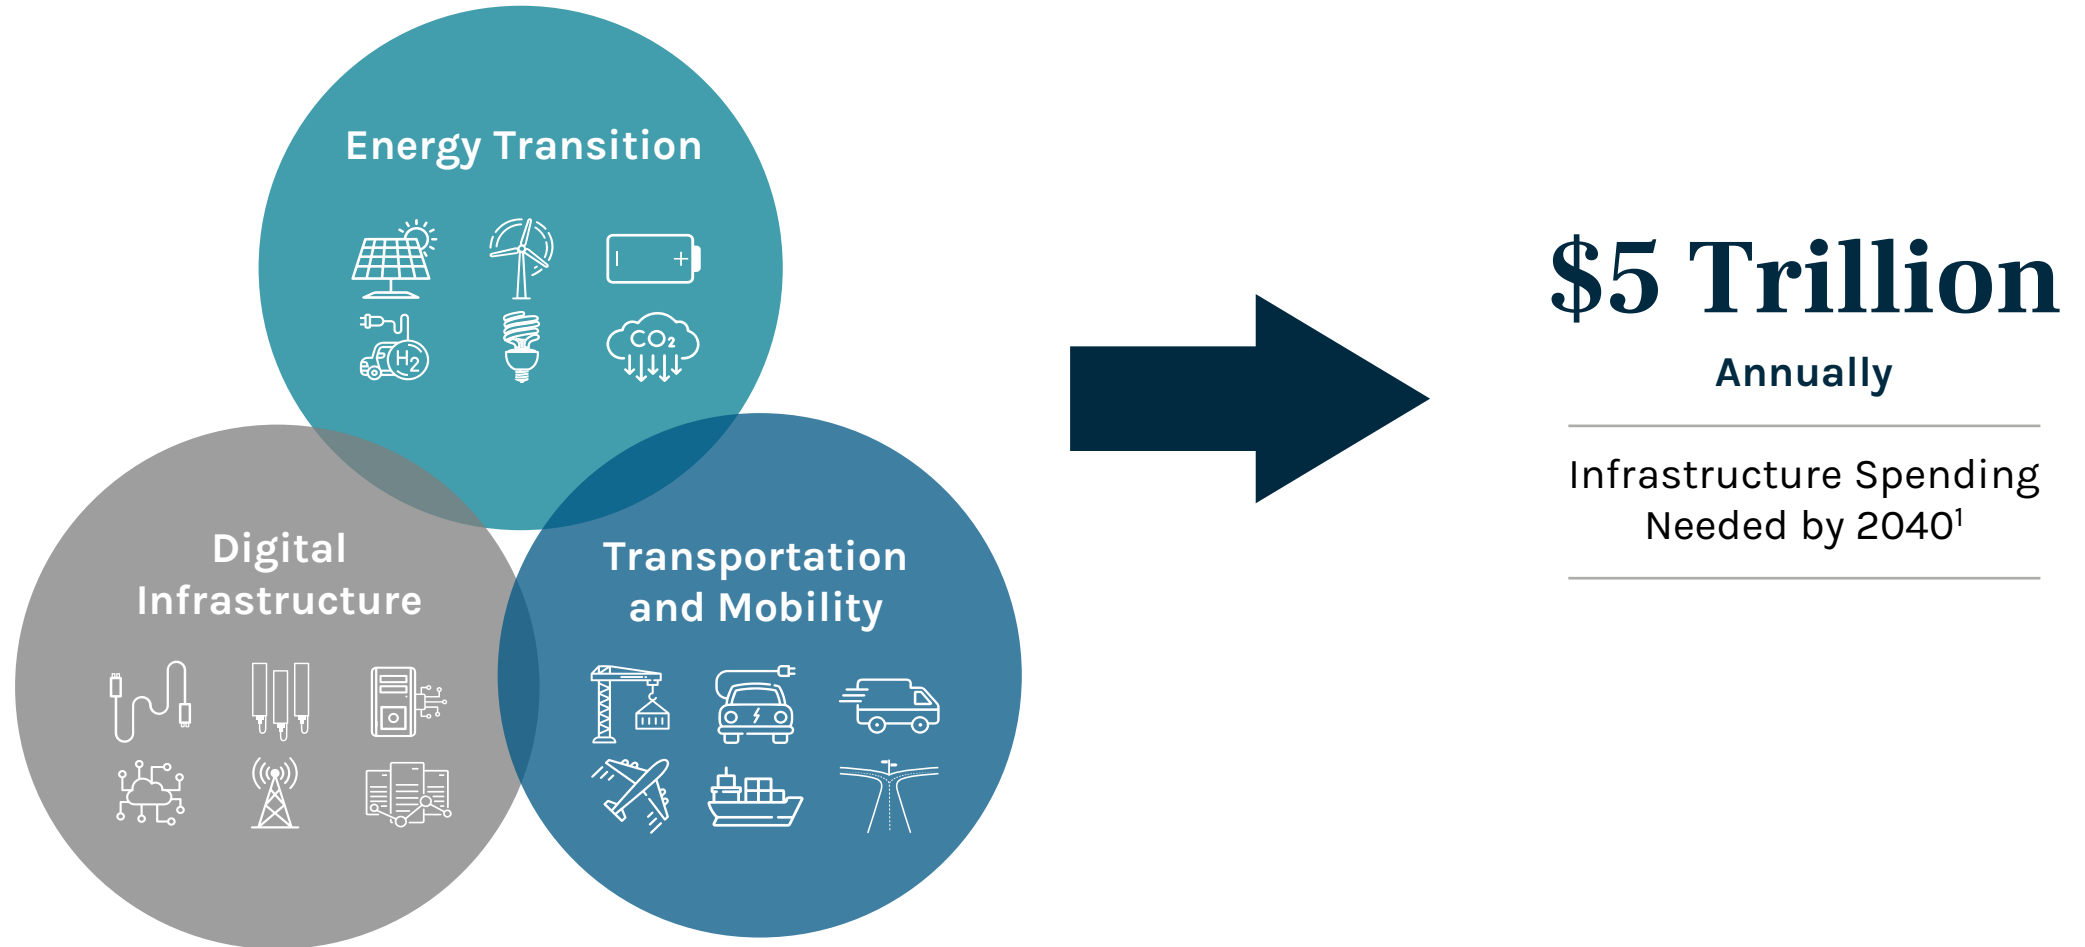 Energy Transition
H2
CO2
Digital
Infrastructure
Transportation
and Mobility
$5 Trillion
Annually
Infrastructure Spending
Needed by 2040¹